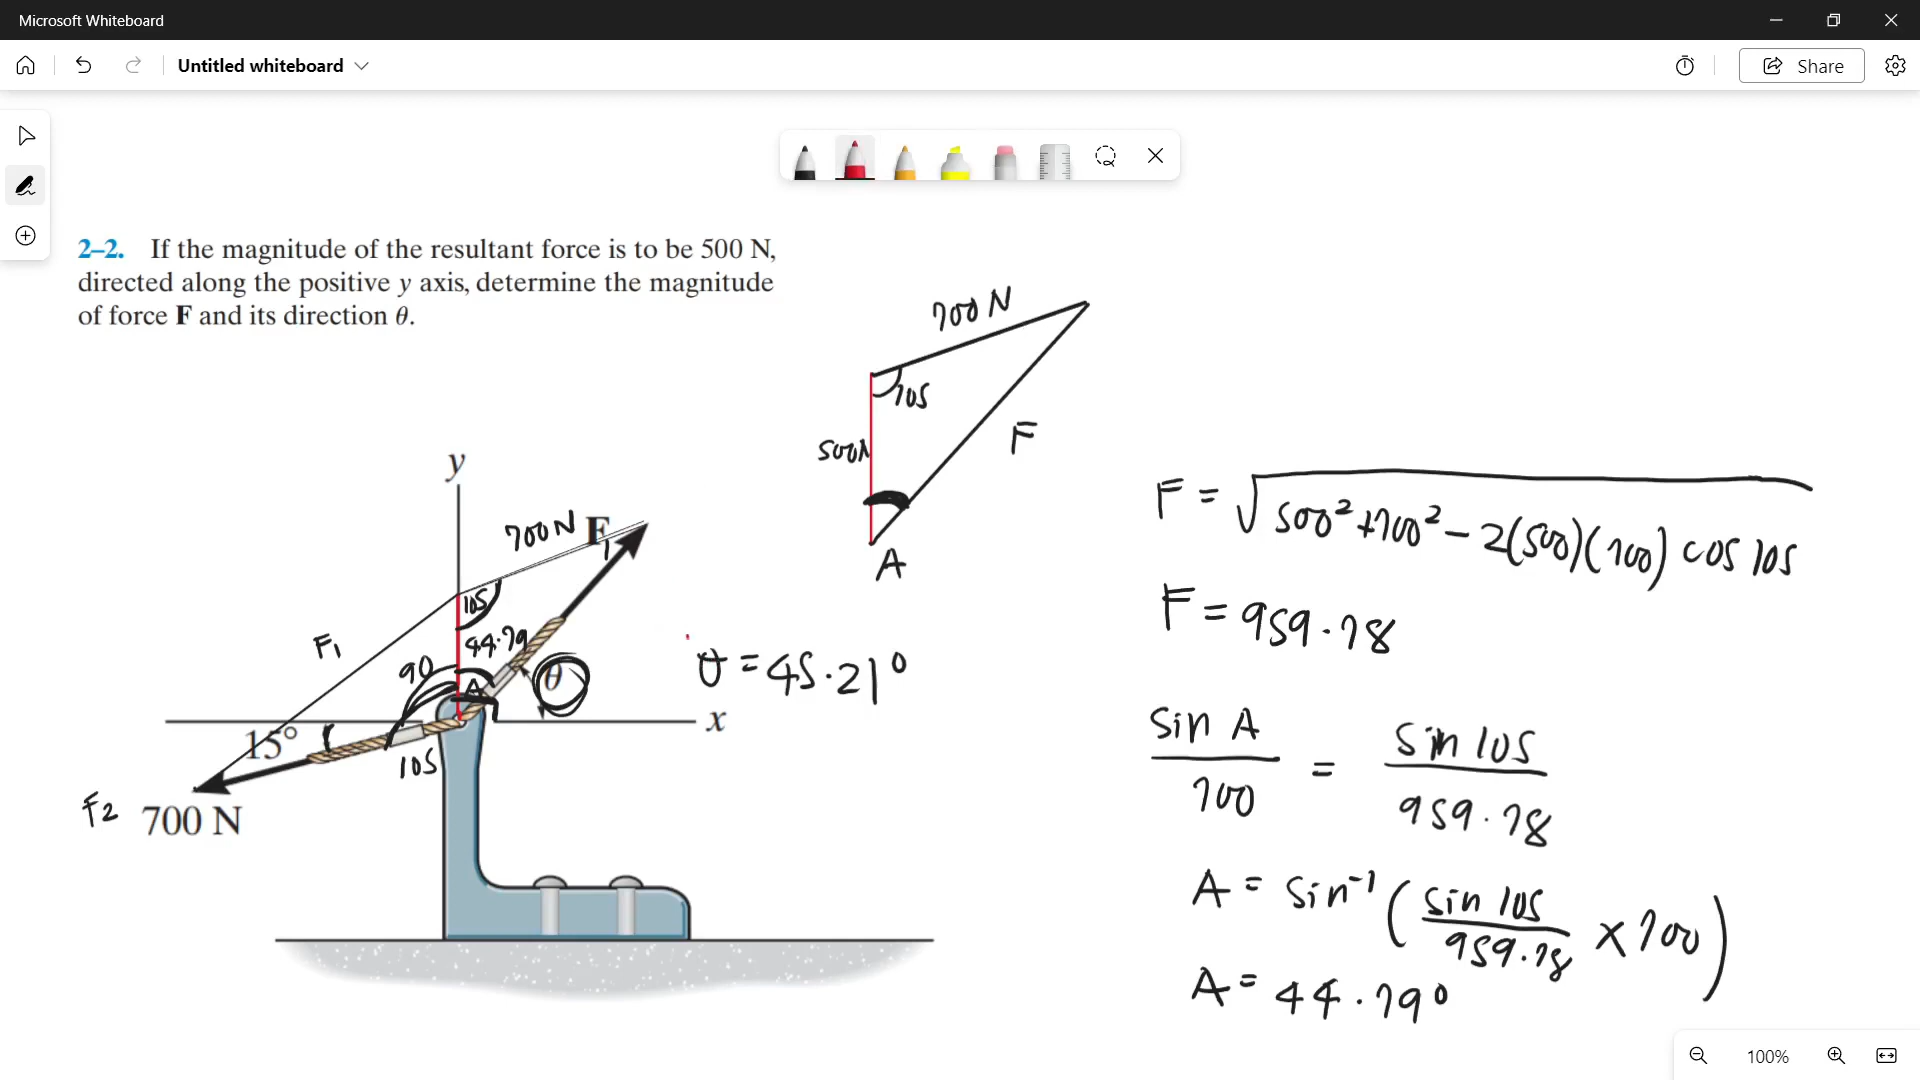 Microsoft Whiteboard
Untitled whiteboard
Share
2–2. If the magnitude of the resultant force is to be 500 N,
directed along the positive y axis, determine the magnitude
of force F and its direction θ.
700 N
105
500N
F
A
y
700 N F1
105
F1
44.79
90
A
θ
x
15°
105
F2 700 N
θ = 45.21°
F = √500² + 700² − 2(500)(700) cos 105
F = 959.78
sin A / 700 = sin 105 / 959.78
A = sin⁻¹ (sin 105 / 959.78 × 700)
A = 44.79°
100%